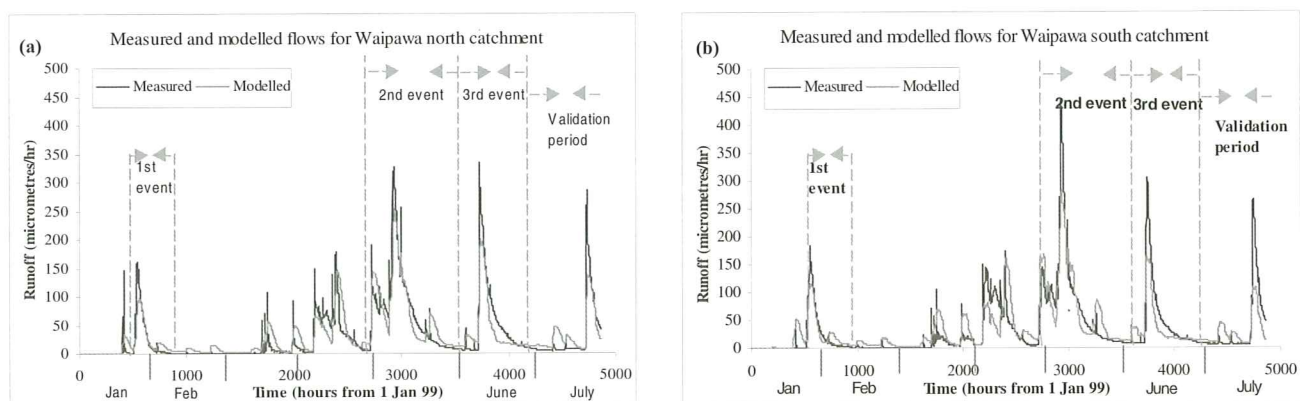 (a)
Measured and modelled flows for Waipawa north catchment
500
450
400
350
300
250
200
150
100
50
0
Runoff (micrometres/hr)
Measured
Modelled
1st
event
2nd event
3rd event
Validation
period
0
1000
2000
3000
4000
5000
Jan
Feb
Time (hours from 1 Jan 99)
June
July
(b)
Measured and modelled flows for Waipawa south catchment
500
450
400
350
300
250
200
150
100
50
0
Runoff (micrometres/hr)
Measured
Modelled
1st
event
2nd event
3rd event
Validation
period
0
1000
2000
3000
4000
5000
Jan
Feb
Time (hours from 1 Jan 99)
June
July